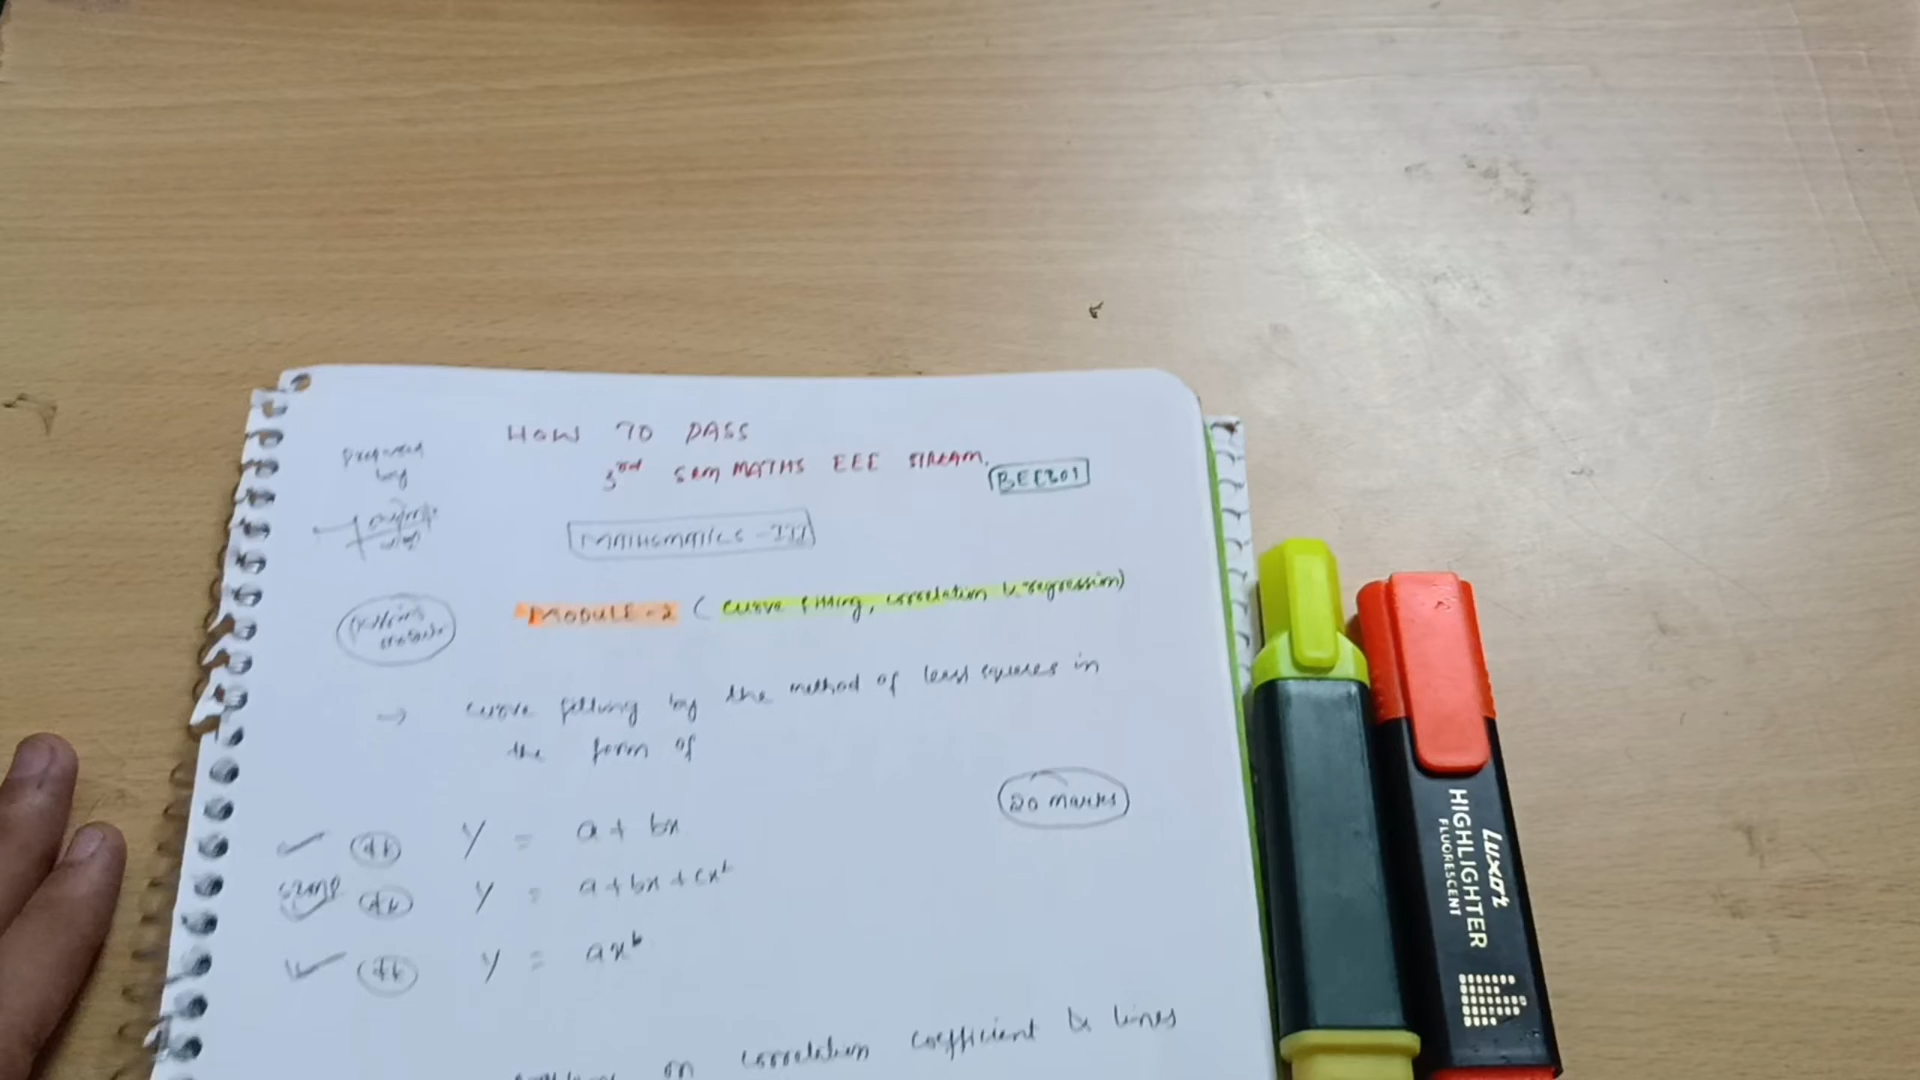 HOW TO PASS
3rd SEM MATHS EEE STREAM.
BEE301
Prepared
by
MATHEMATICS - III
MODULE - 2 (curve fitting, correlation & regression)
→ curve fitting by the method of least squares in
the form of
20 marks
y = a + bx
y = a + bx + cx²
y = ax^b
on correlation coefficient & lines
Luxor
HIGHLIGHTER
FLUORESCENT